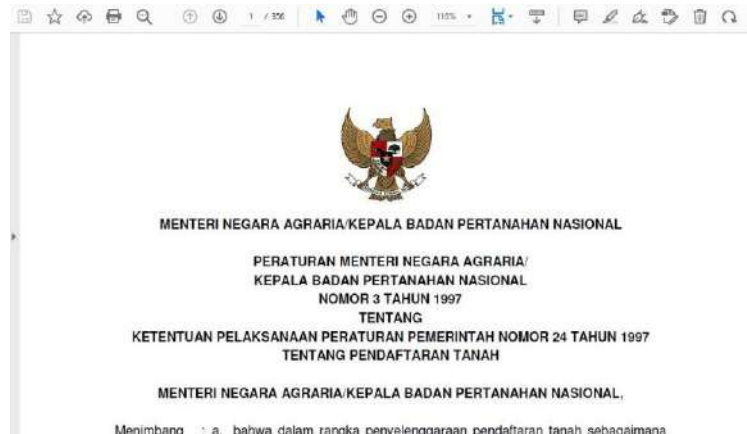 1 / 356
110%
MENTERI NEGARA AGRARIA/KEPALA BADAN PERTANAHAN NASIONAL
PERATURAN MENTERI NEGARA AGRARIA/
KEPALA BADAN PERTANAHAN NASIONAL
NOMOR 3 TAHUN 1997
TENTANG
KETENTUAN PELAKSANAAN PERATURAN PEMERINTAH NOMOR 24 TAHUN 1997
TENTANG PENDAFTARAN TANAH
MENTERI NEGARA AGRARIA/KEPALA BADAN PERTANAHAN NASIONAL,
Menimbang : a. bahwa dalam rangka penyelenggaraan pendaftaran tanah sebagaimana